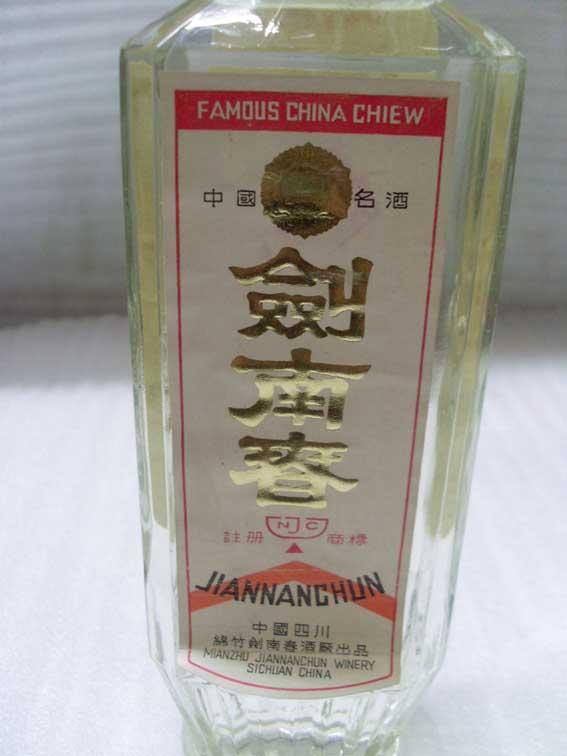 FAMOUS CHINA CHIEW
中國 名酒
劍南春
NJC
註册 商標
JIANNANCHUN
中國四川
綿竹劍南春酒厰出品
MIANZHU JIANNANCHUN WINERY
SICHUAN CHINA